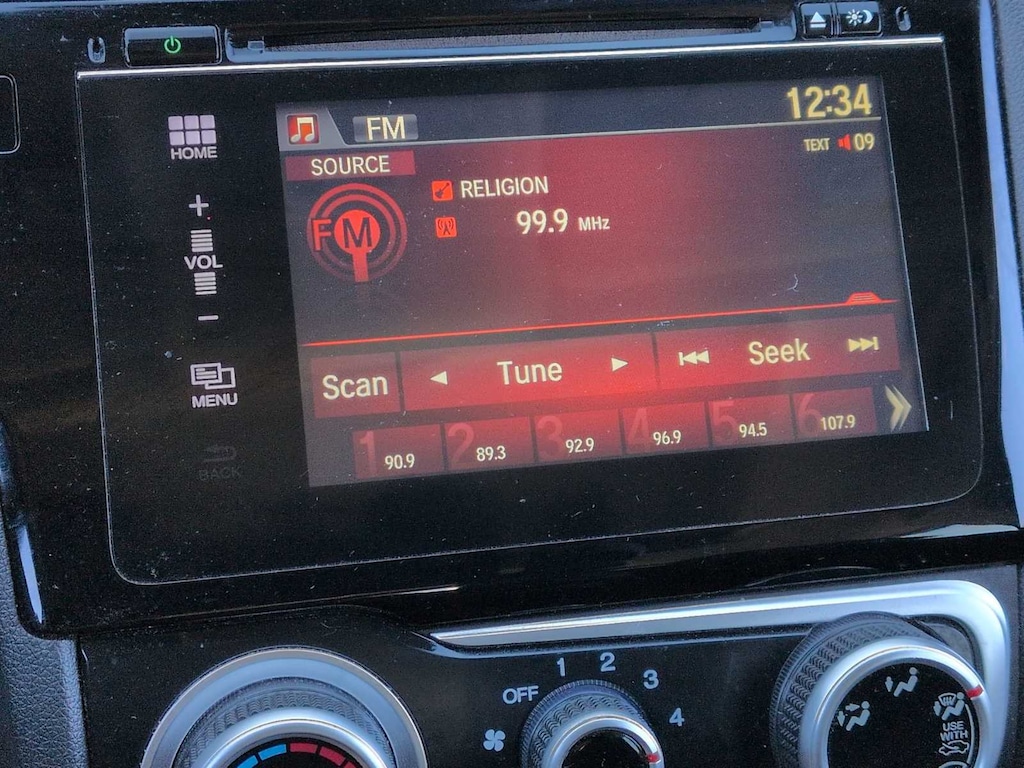 HOME
+
VOL
−
MENU
BACK
FM
12:34
SOURCE
TEXT 09
FM
RELIGION
99.9 MHz
Scan
Tune
Seek
1 90.9
2 89.3
3 92.9
4 96.9
5 94.5
6 107.9
OFF 1 2 3 4
USE
WITH